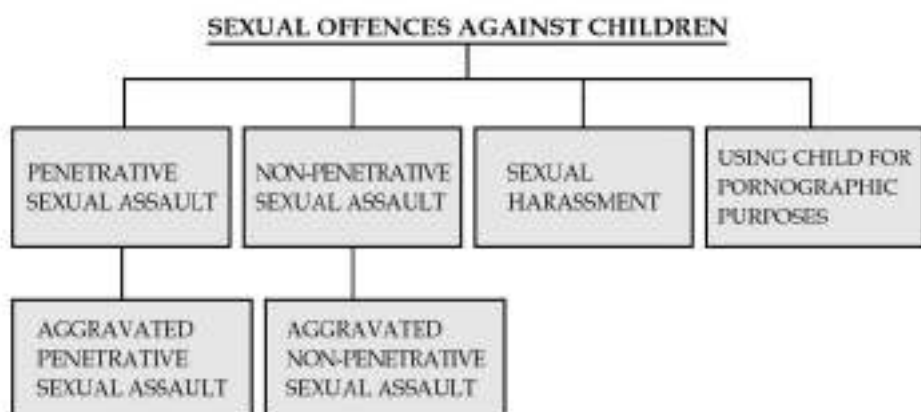 SEXUAL OFFENCES AGAINST CHILDREN
PENETRATIVE
SEXUAL ASSAULT
NON-PENETRATIVE
SEXUAL ASSAULT
SEXUAL
HARASSMENT
USING CHILD FOR
PORNOGRAPHIC
PURPOSES
AGGRAVATED
PENETRATIVE
SEXUAL ASSAULT
AGGRAVATED
NON-PENETRATIVE
SEXUAL ASSAULT